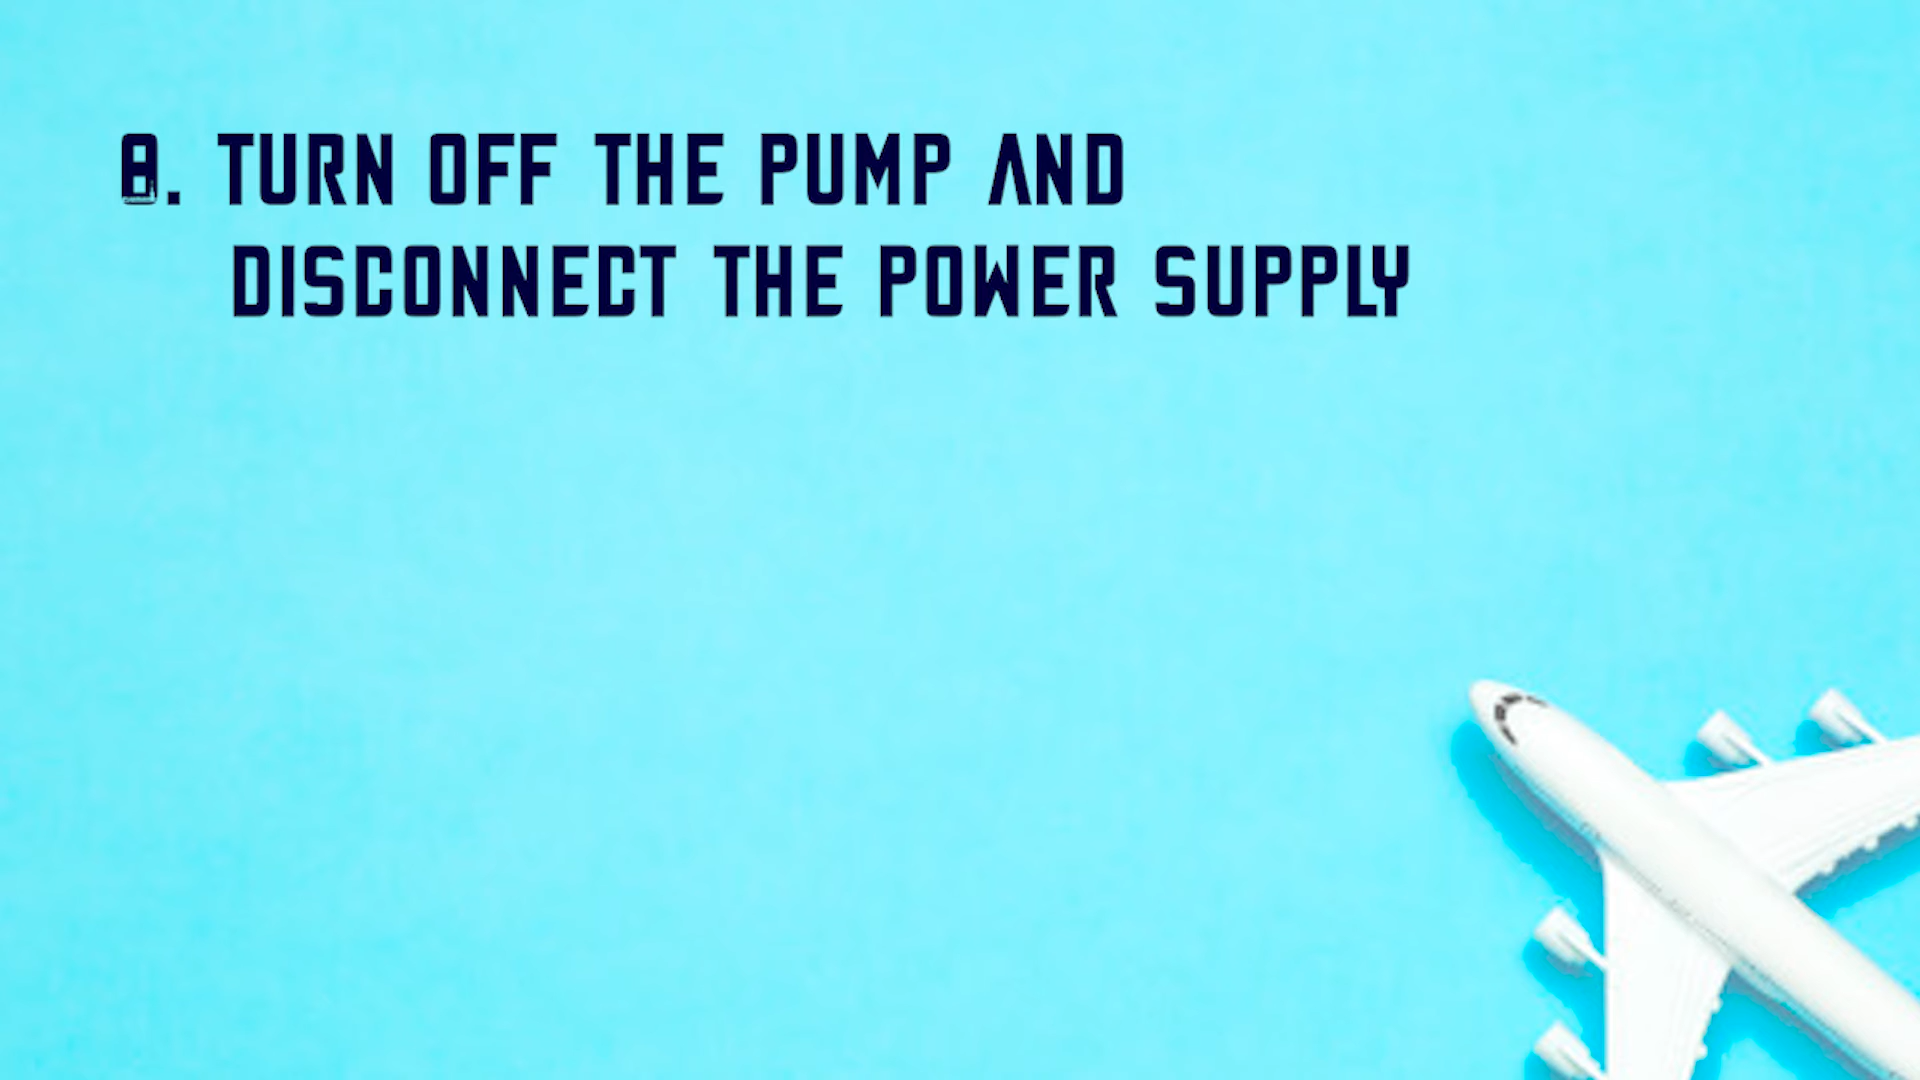 8. TURN OFF THE PUMP AND
DISCONNECT THE POWER SUPPLY